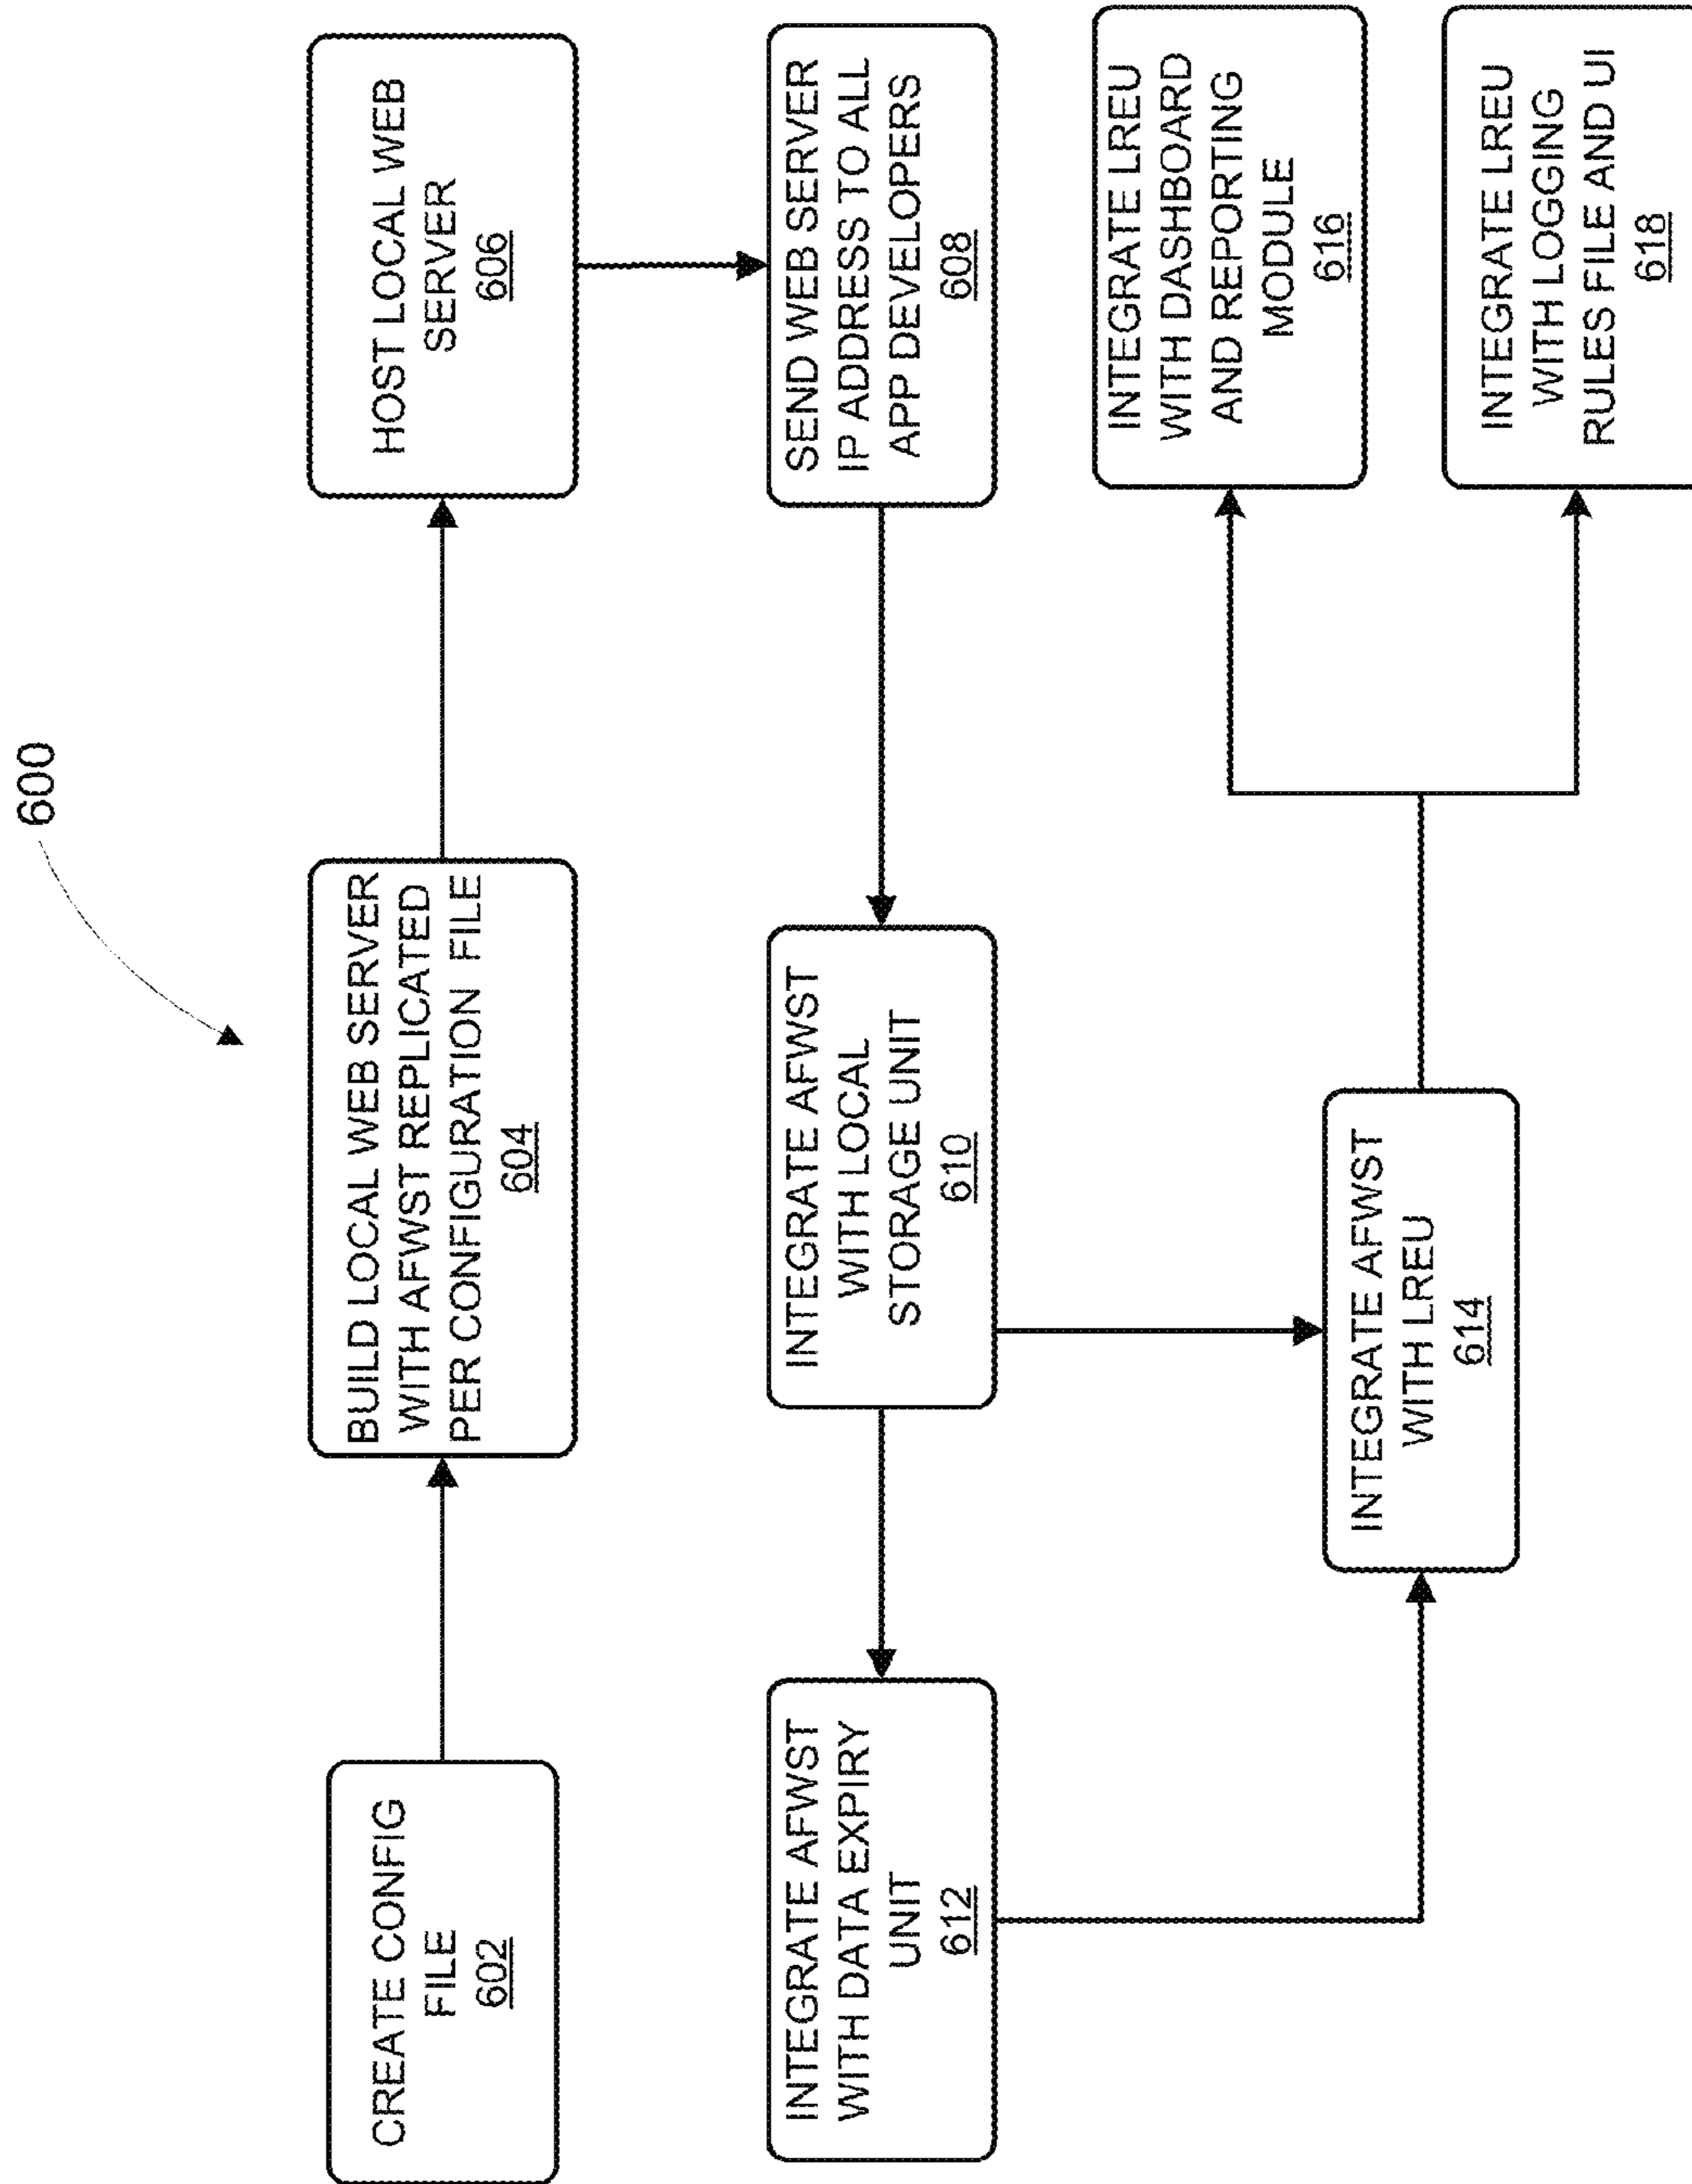 600
CREATE CONFIG
FILE
602
BUILD LOCAL WEB SERVER
WITH AFWST REPLICATED
PER CONFIGURATION FILE
604
HOST LOCAL WEB
SERVER
606
SEND WEB SERVER
IP ADDRESS TO ALL
APP DEVELOPERS
608
INTEGRATE AFWST
WITH LOCAL
STORAGE UNIT
610
INTEGRATE AFWST
WITH DATA EXPIRY
UNIT
612
INTEGRATE AFWST
WITH LREU
614
INTEGRATE LREU
WITH DASHBOARD
AND REPORTING
MODULE
616
INTEGRATE LREU
WITH LOGGING
RULES FILE AND UI
618